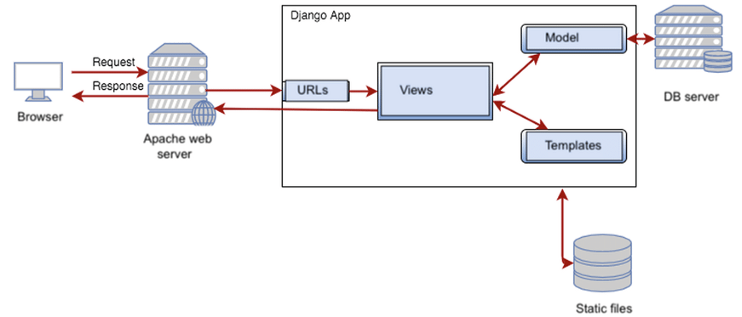 Django App
Request
Response
Browser
Apache web
server
URLs
Views
Model
Templates
DB server
Static files